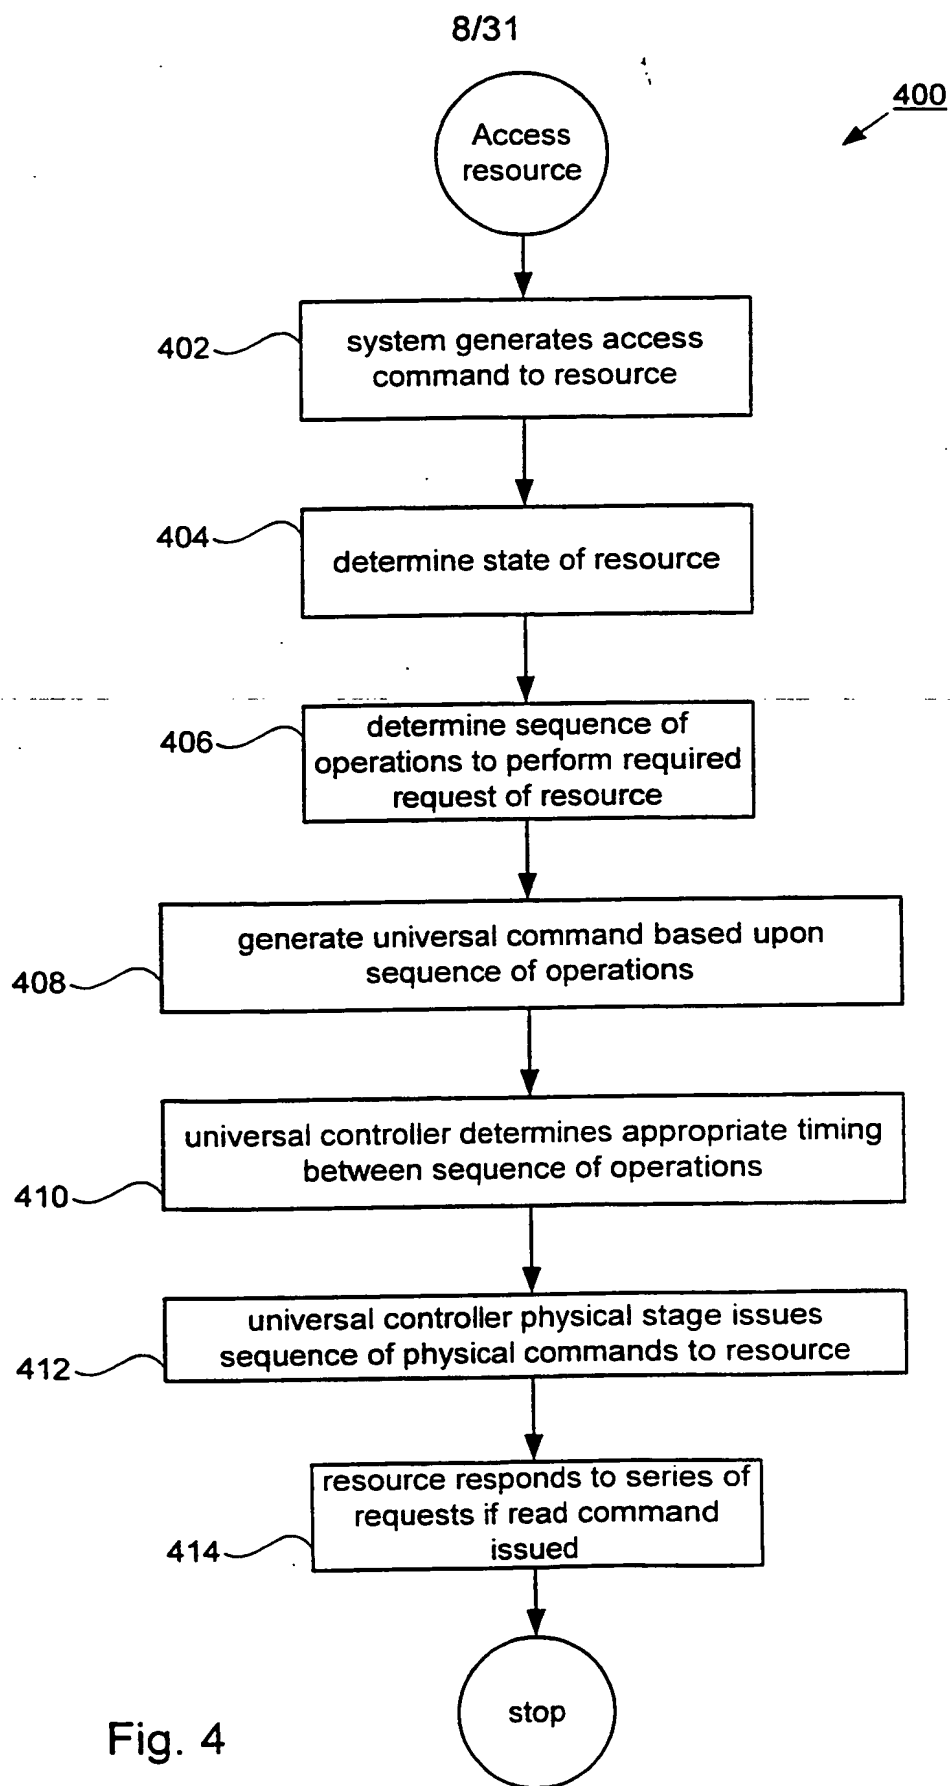 8/31
400
Access
resource
402
system generates access
command to resource
404
determine state of resource
406
determine sequence of
operations to perform required
request of resource
408
generate universal command based upon
sequence of operations
410
universal controller determines appropriate timing
between sequence of operations
412
universal controller physical stage issues
sequence of physical commands to resource
414
resource responds to series of
requests if read command
issued
stop
Fig. 4